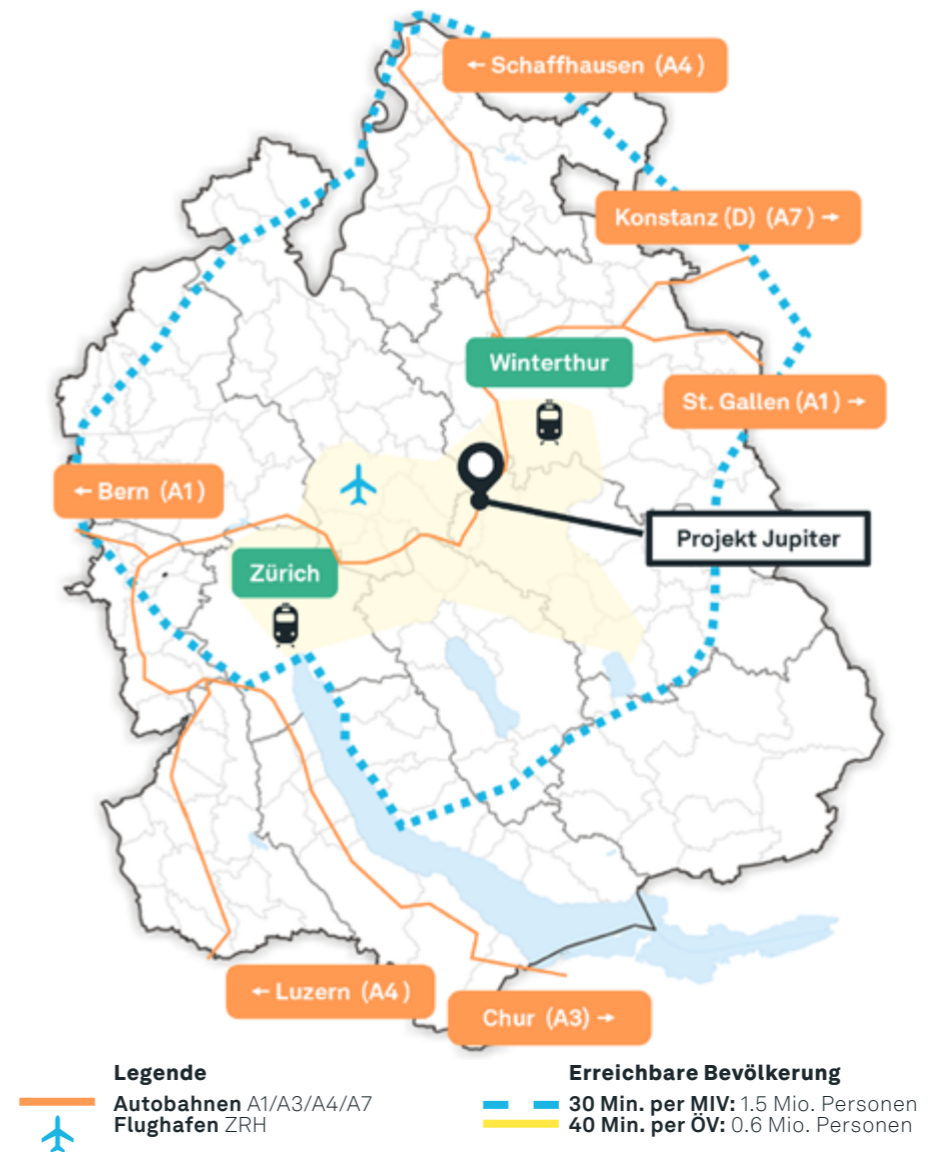 ← Schaffhausen (A4)
Konstanz (D) (A7) →
Winterthur
St. Gallen (A1) →
← Bern (A1)
Projekt Jupiter
Zürich
← Luzern (A4)
Chur (A3) →
Legende
Autobahnen A1/A3/A4/A7
Flughafen ZRH
Erreichbare Bevölkerung
30 Min. per MIV: 1.5 Mio. Personen
40 Min. per ÖV: 0.6 Mio. Personen